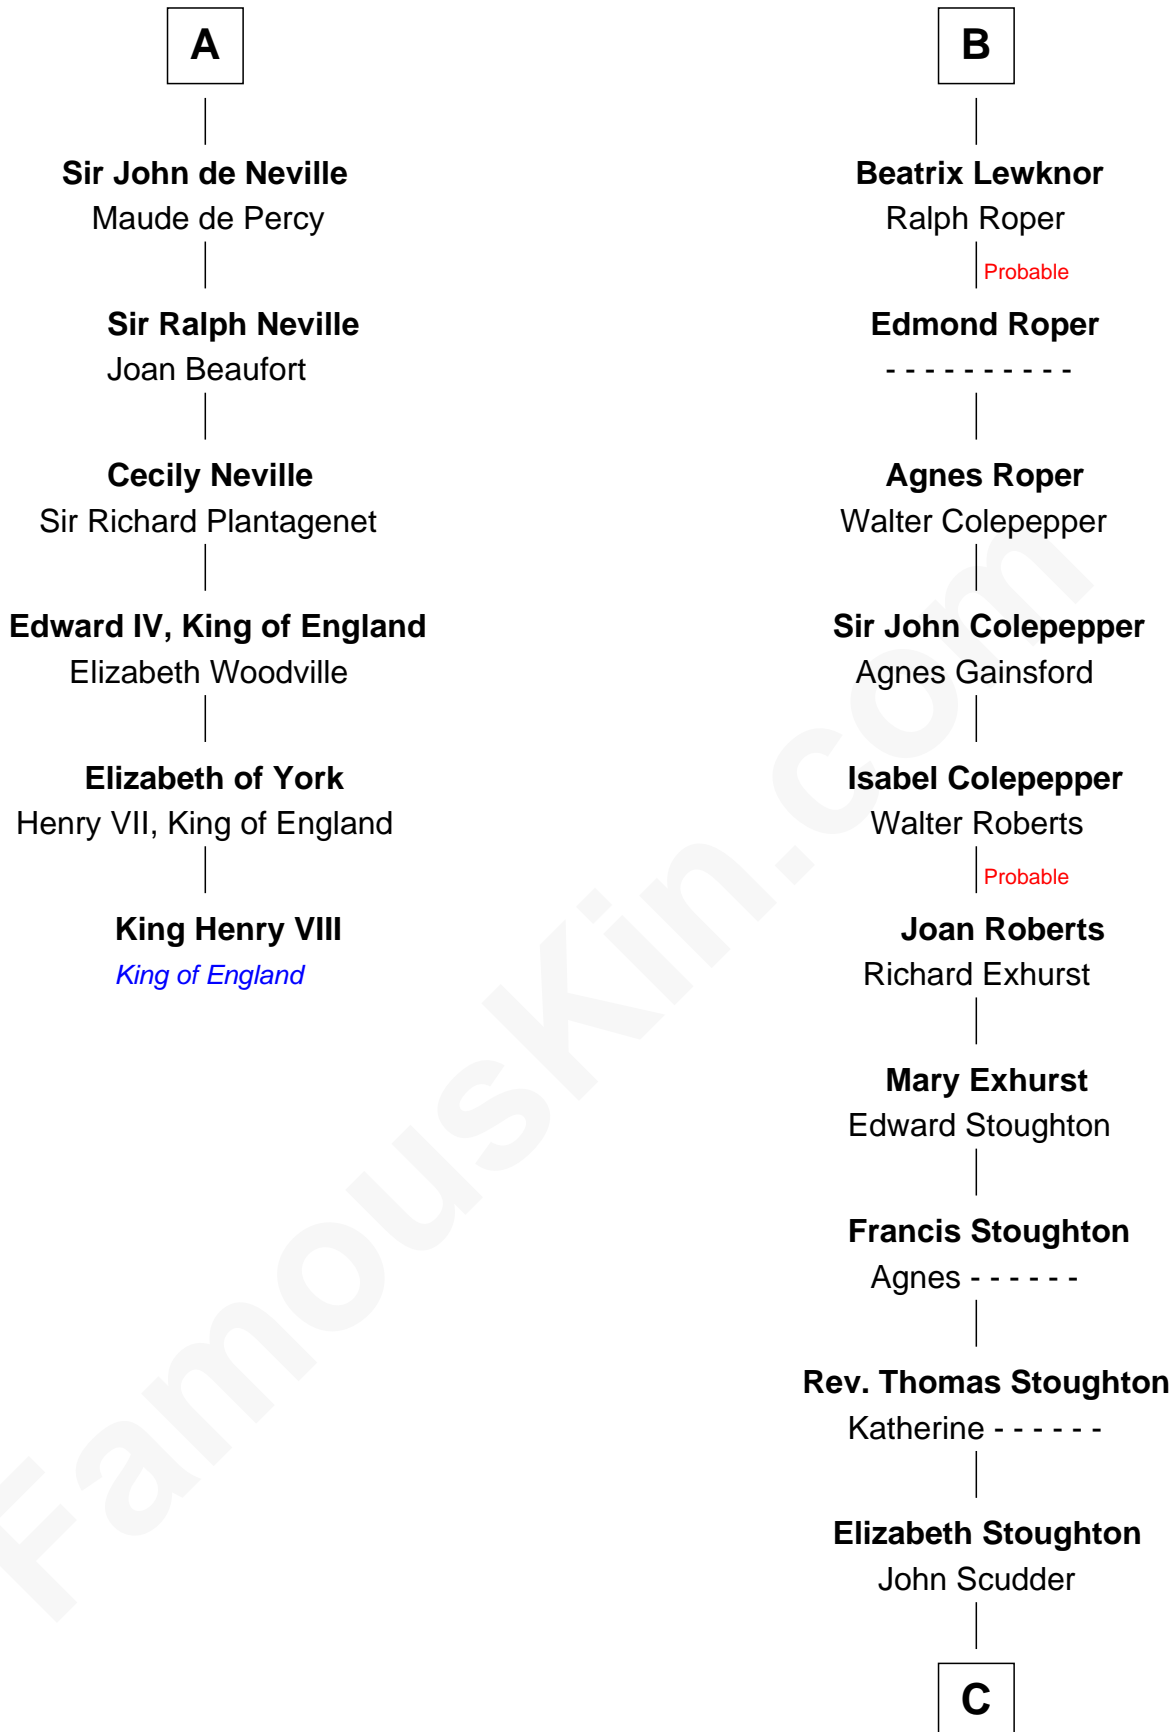 A
Sir John de Neville
Maude de Percy
Sir Ralph Neville
Joan Beaufort
Cecily Neville
Sir Richard Plantagenet
Edward IV, King of England
Elizabeth Woodville
Elizabeth of York
Henry VII, King of England
King Henry VIII
King of England
B
Beatrix Lewknor
Ralph Roper
Probable
Edmond Roper
- - - - - - - - - -
Agnes Roper
Walter Colepepper
Sir John Colepepper
Agnes Gainsford
Isabel Colepepper
Walter Roberts
Probable
Joan Roberts
Richard Exhurst
Mary Exhurst
Edward Stoughton
Francis Stoughton
Agnes - - - - - -
Rev. Thomas Stoughton
Katherine - - - - - -
Elizabeth Stoughton
John Scudder
C
FamousKin.com